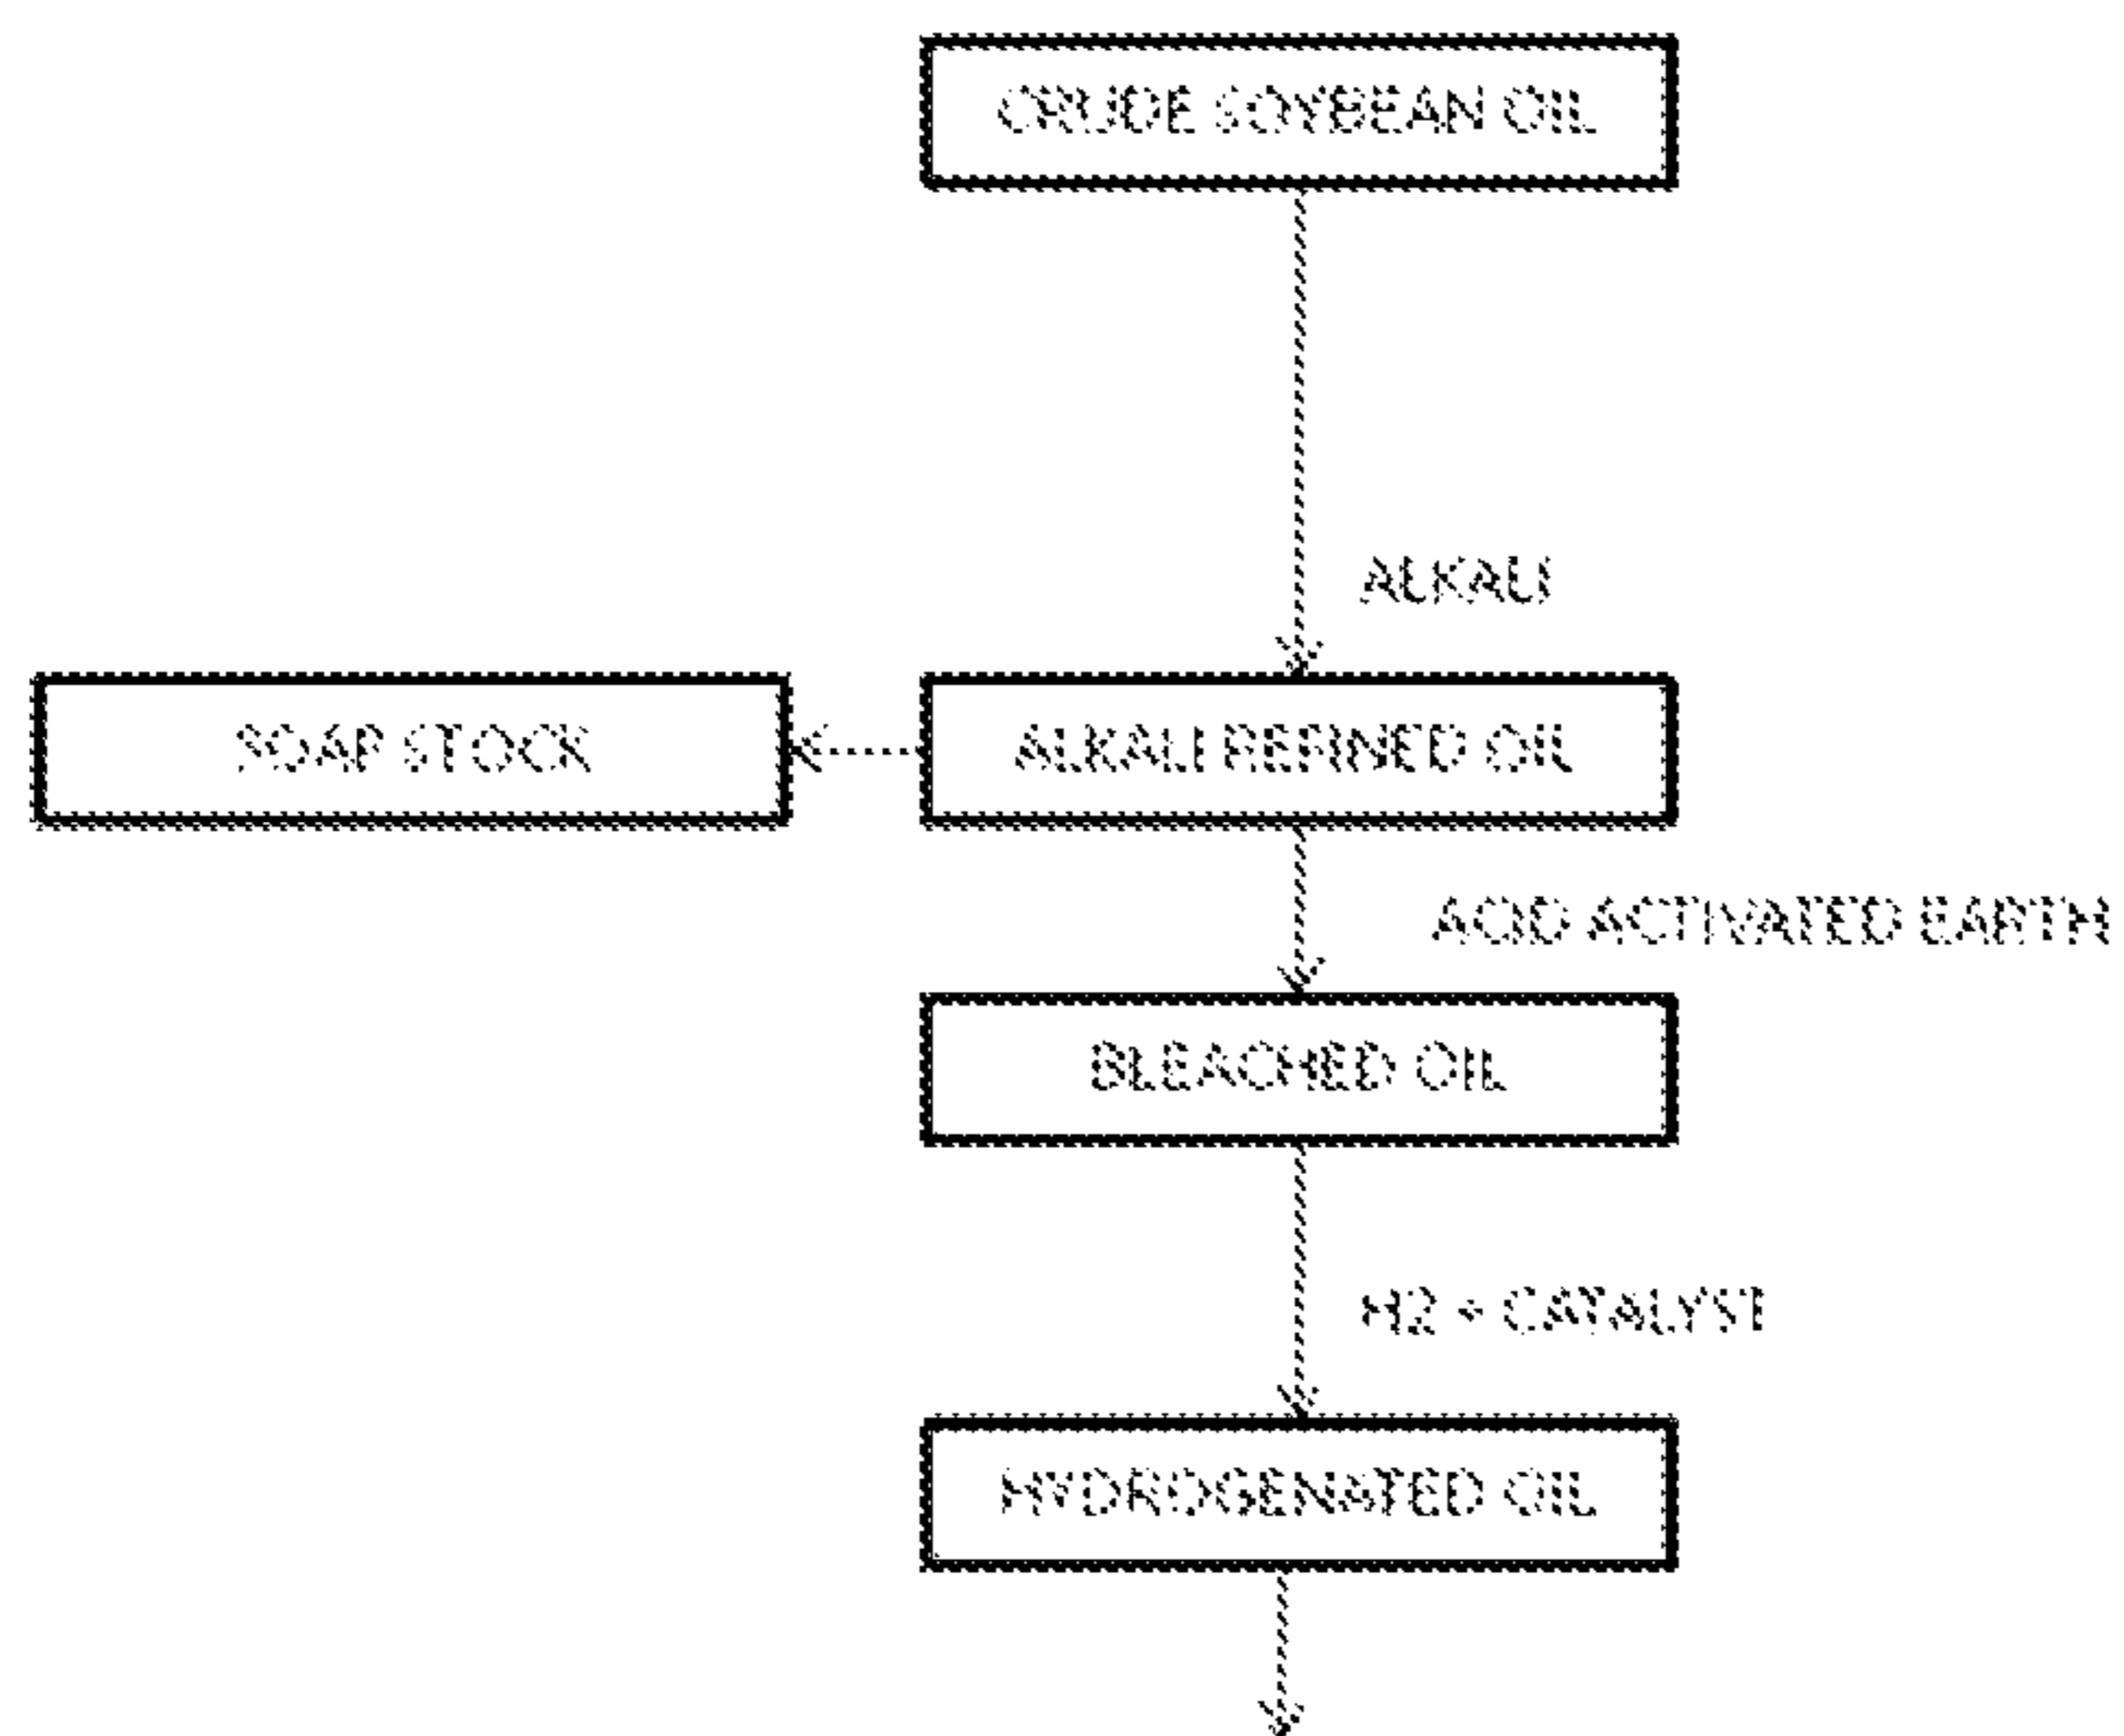 CRUDE SOYBEAN OIL
ALKALI
SOAP STOCK
ALKALI REFINED OIL
ACID ACTIVATED EARTH
BLEACHED OIL
H2 + CATALYST
HYDROGENATED OIL